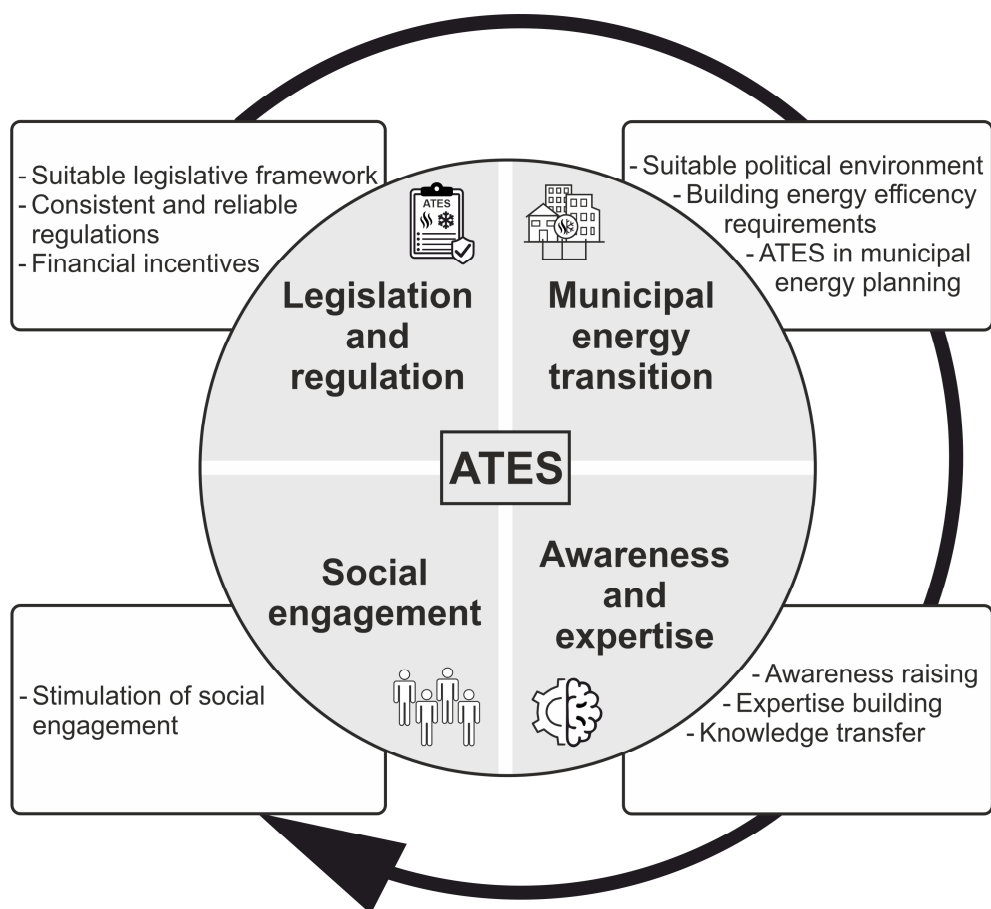 - Suitable legislative framework
- Consistent and reliable
regulations
- Financial incentives
ATES
Legislation
and
regulation
- Suitable political environment
- Building energy efficency
requirements
- ATES in municipal
energy planning
Municipal
energy
transition
ATES
Social
engagement
- Stimulation of social
engagement
Awareness
and
expertise
- Awareness raising
- Expertise building
- Knowledge transfer